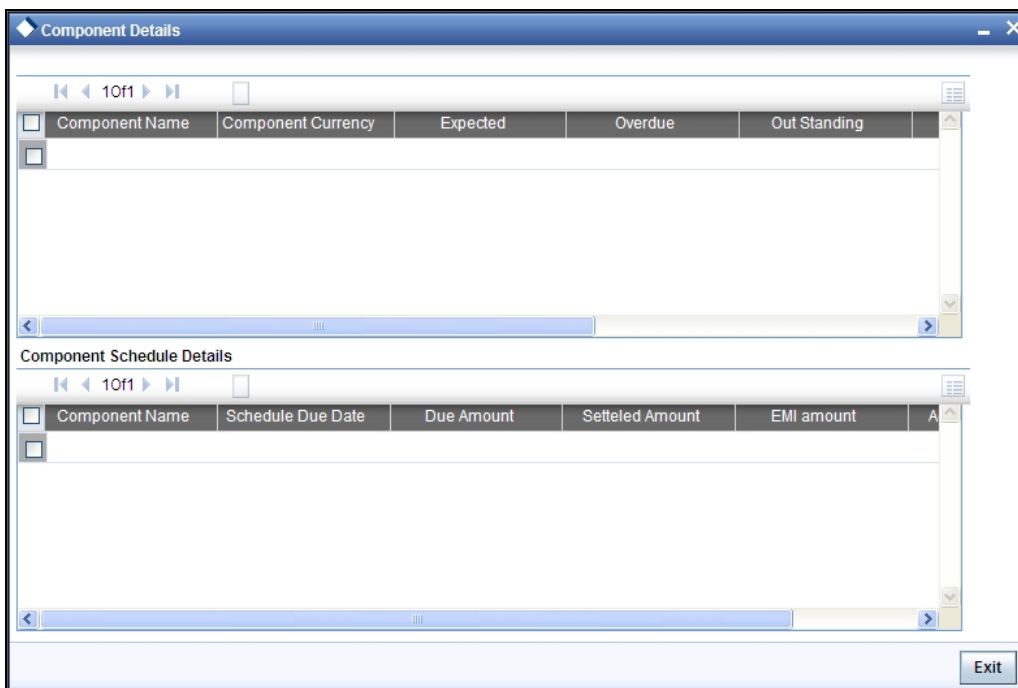 Component Details
1Of1
Component Name Component Currency Expected Overdue Out Standing
Component Schedule Details
1Of1
Component Name Schedule Due Date Due Amount Setteled Amount EMI amount A
Exit